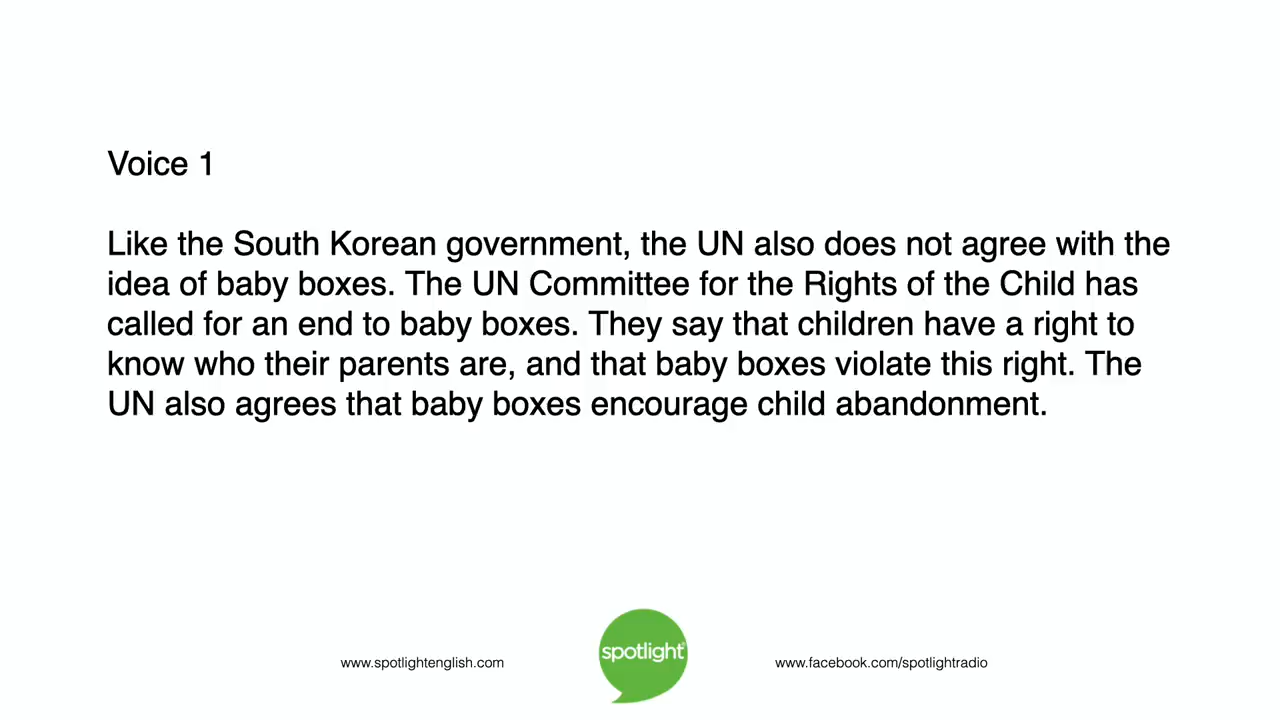 Voice 1
Like the South Korean government, the UN also does not agree with the
idea of baby boxes. The UN Committee for the Rights of the Child has
called for an end to baby boxes. They say that children have a right to
know who their parents are, and that baby boxes violate this right. The
UN also agrees that baby boxes encourage child abandonment.
www.spotlightenglish.com
spotlight
www.facebook.com/spotlightradio